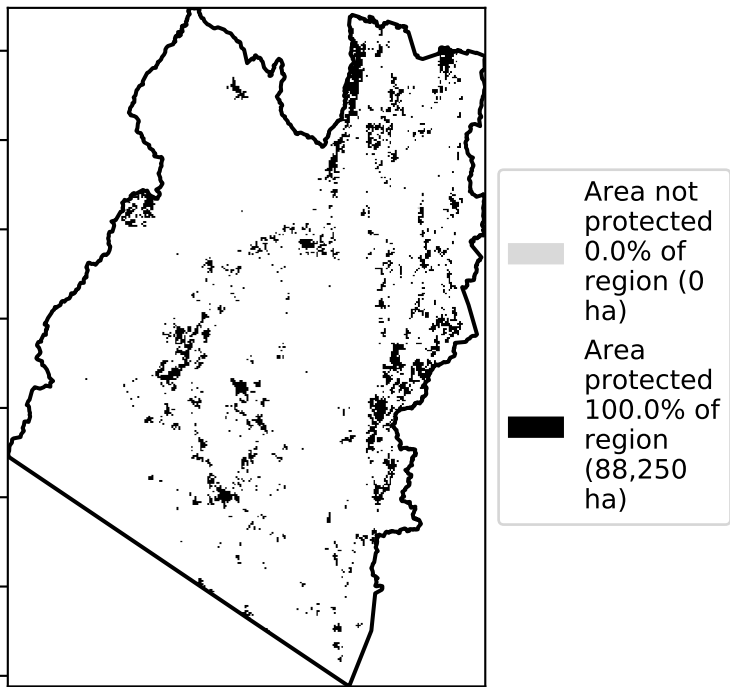 Area not
protected
0.0% of
region (0
ha)
Area
protected
100.0% of
region
(88,250
ha)